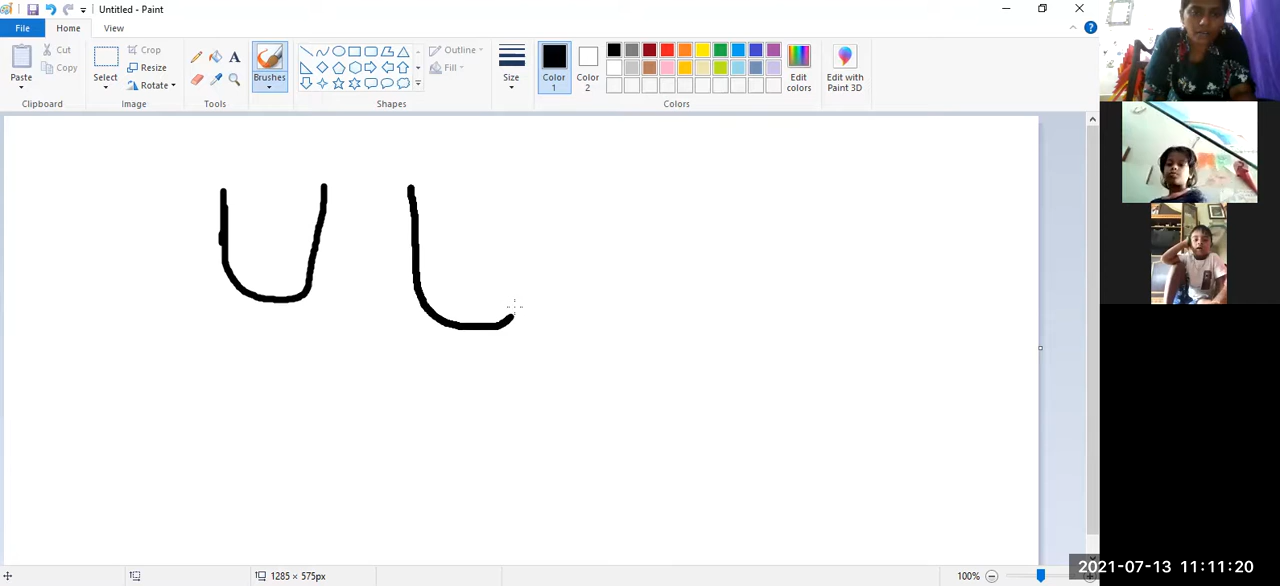 Untitled - Paint
File Home View
Paste
Cut
Copy
Clipboard
Select
Crop
Resize
Rotate
Image
Tools
Brushes
Outline
Fill
Shapes
Size
Color 1
Color 2
Colors
Edit colors
Edit with Paint 3D
U
1285 × 575px
100%
2021-07-13 11:11:20